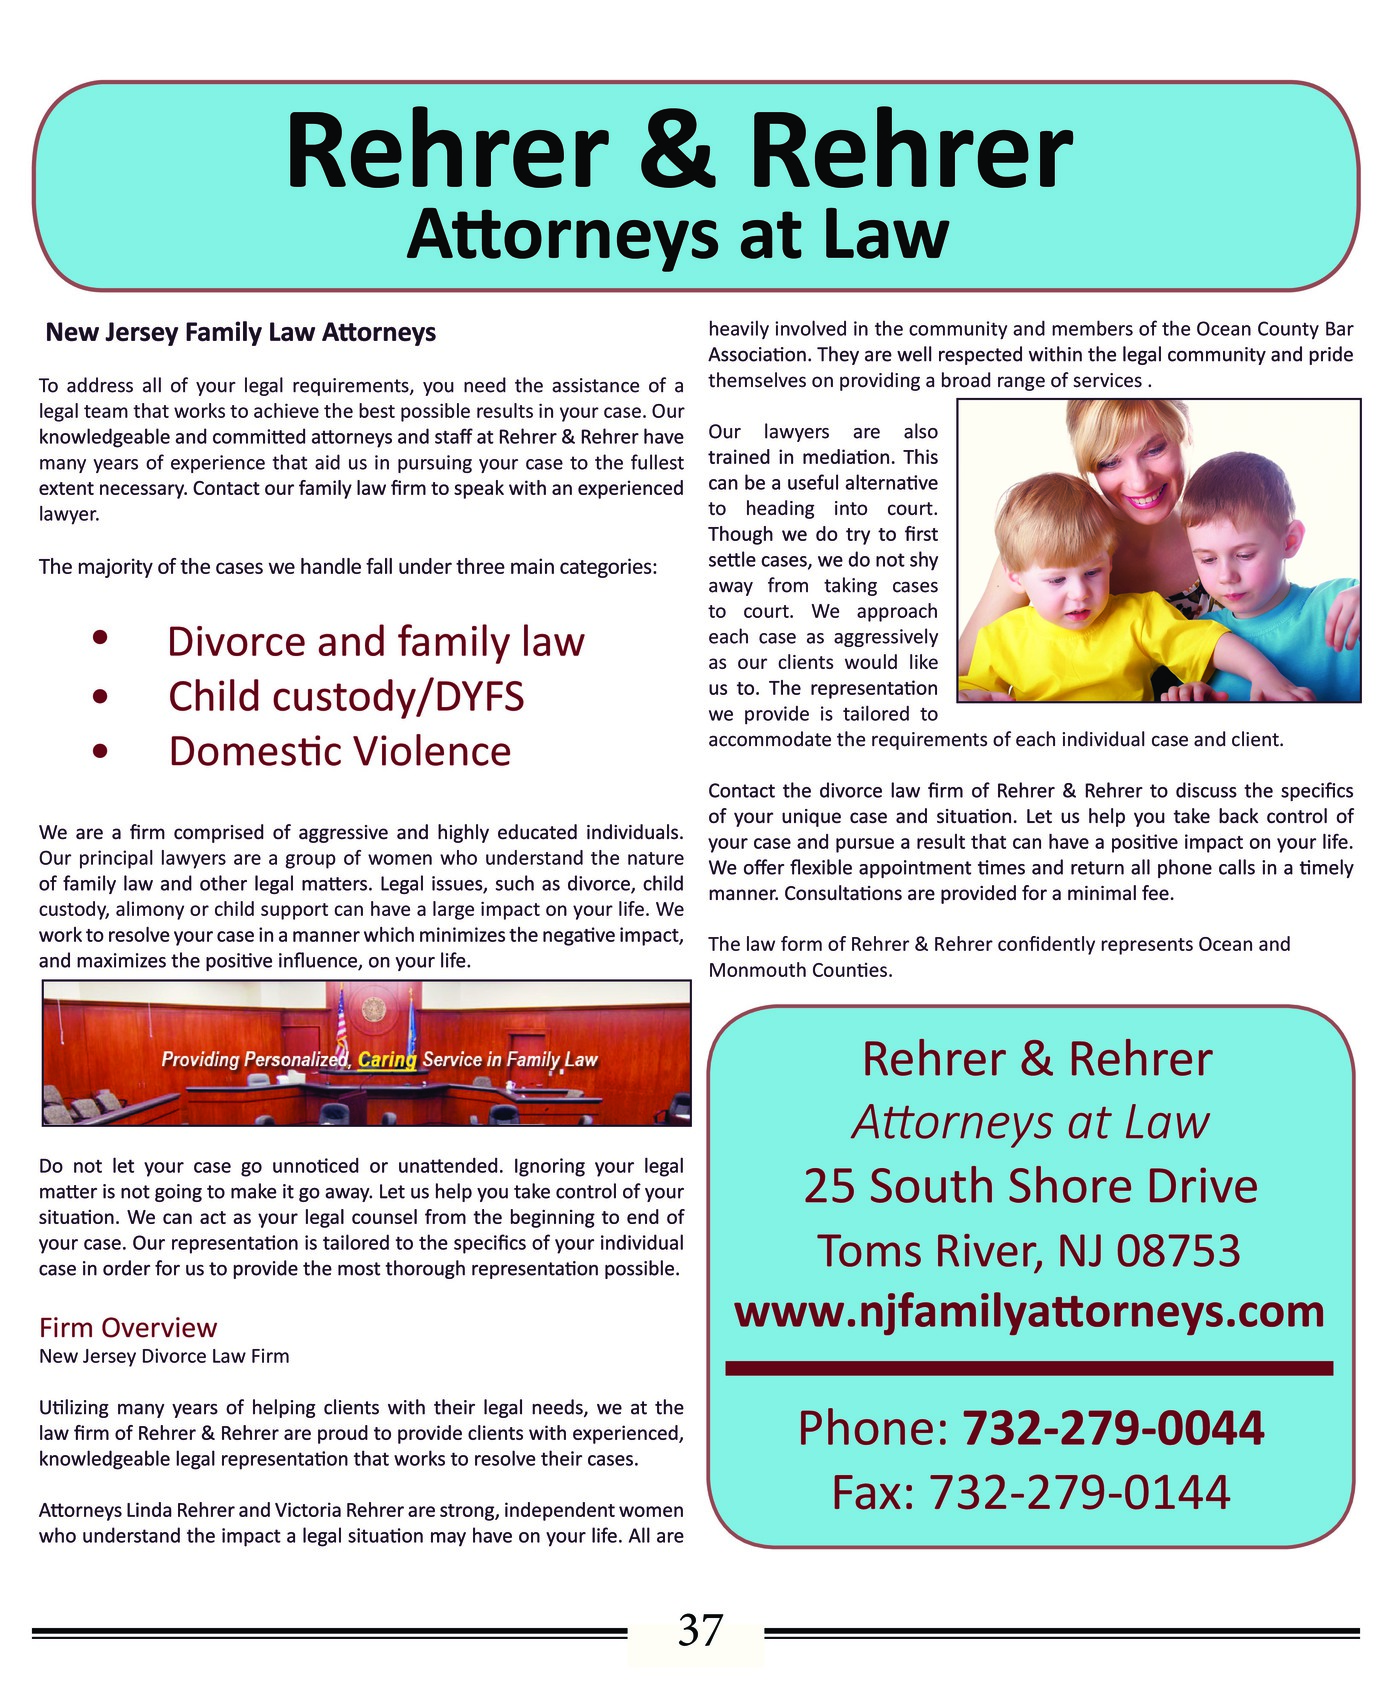 Rehrer & Rehrer
Attorneys at Law
New Jersey Family Law Attorneys
To address all of your legal requirements, you need the assistance of a
legal team that works to achieve the best possible results in your case. Our
knowledgeable and committed attorneys and staff at Rehrer & Rehrer have
many years of experience that aid us in pursuing your case to the fullest
extent necessary. Contact our family law firm to speak with an experienced
lawyer.
The majority of the cases we handle fall under three main categories:
• Divorce and family law
• Child custody/DYFS
• Domestic Violence
We are a firm comprised of aggressive and highly educated individuals.
Our principal lawyers are a group of women who understand the nature
of family law and other legal matters. Legal issues, such as divorce, child
custody, alimony or child support can have a large impact on your life. We
work to resolve your case in a manner which minimizes the negative impact,
and maximizes the positive influence, on your life.
Providing Personalized, Caring Service in Family Law
Do not let your case go unnoticed or unattended. Ignoring your legal
matter is not going to make it go away. Let us help you take control of your
situation. We can act as your legal counsel from the beginning to end of
your case. Our representation is tailored to the specifics of your individual
case in order for us to provide the most thorough representation possible.
Firm Overview
New Jersey Divorce Law Firm
Utilizing many years of helping clients with their legal needs, we at the
law firm of Rehrer & Rehrer are proud to provide clients with experienced,
knowledgeable legal representation that works to resolve their cases.
Attorneys Linda Rehrer and Victoria Rehrer are strong, independent women
who understand the impact a legal situation may have on your life. All are
heavily involved in the community and members of the Ocean County Bar
Association. They are well respected within the legal community and pride
themselves on providing a broad range of services .
Our lawyers are also
trained in mediation. This
can be a useful alternative
to heading into court.
Though we do try to first
settle cases, we do not shy
away from taking cases
to court. We approach
each case as aggressively
as our clients would like
us to. The representation
we provide is tailored to
accommodate the requirements of each individual case and client.
Contact the divorce law firm of Rehrer & Rehrer to discuss the specifics
of your unique case and situation. Let us help you take back control of
your case and pursue a result that can have a positive impact on your life.
We offer flexible appointment times and return all phone calls in a timely
manner. Consultations are provided for a minimal fee.
The law form of Rehrer & Rehrer confidently represents Ocean and
Monmouth Counties.
Rehrer & Rehrer
Attorneys at Law
25 South Shore Drive
Toms River, NJ 08753
www.njfamilyattorneys.com
Phone: 732-279-0044
Fax: 732-279-0144
37